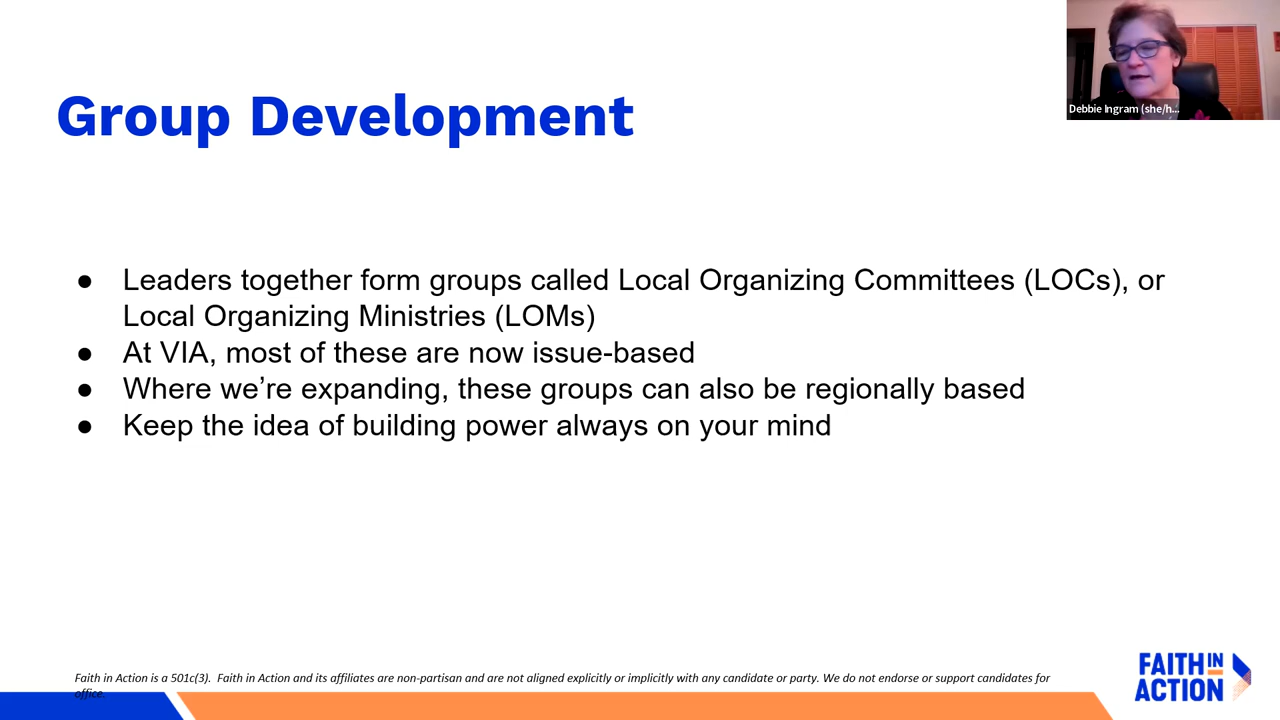 Debbie Ingram (she/h...
Group Development
● Leaders together form groups called Local Organizing Committees (LOCs), or
Local Organizing Ministries (LOMs)
● At VIA, most of these are now issue-based
● Where we’re expanding, these groups can also be regionally based
● Keep the idea of building power always on your mind
Faith in Action is a 501c(3).  Faith in Action and its affiliates are non-partisan and are not aligned explicitly or implicitly with any candidate or party. We do not endorse or support candidates for
office.
FAITH IN
ACTION